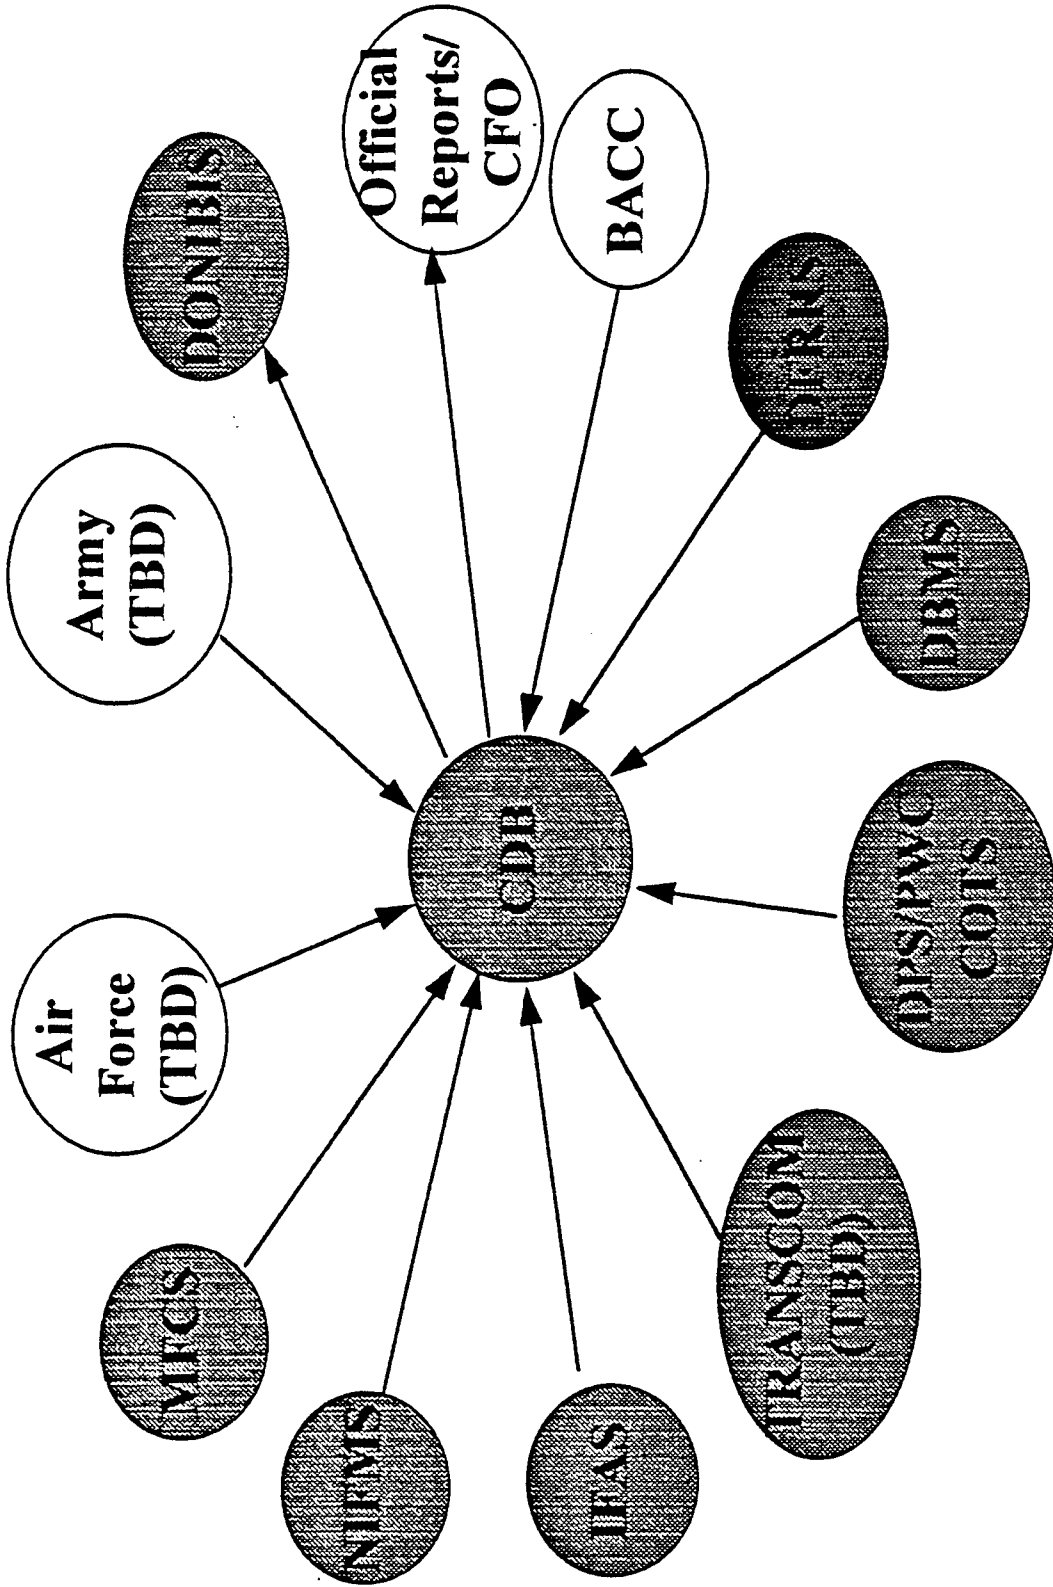 Air
Force
(TBD)
Army
(TBD)
MFCS
DONIBIS
NIFMS
Official
Reports/
CFO
CDB
IFAS
BACC
TRANSCOM
(TBD)
DPS/PWC
COTS
DBMS